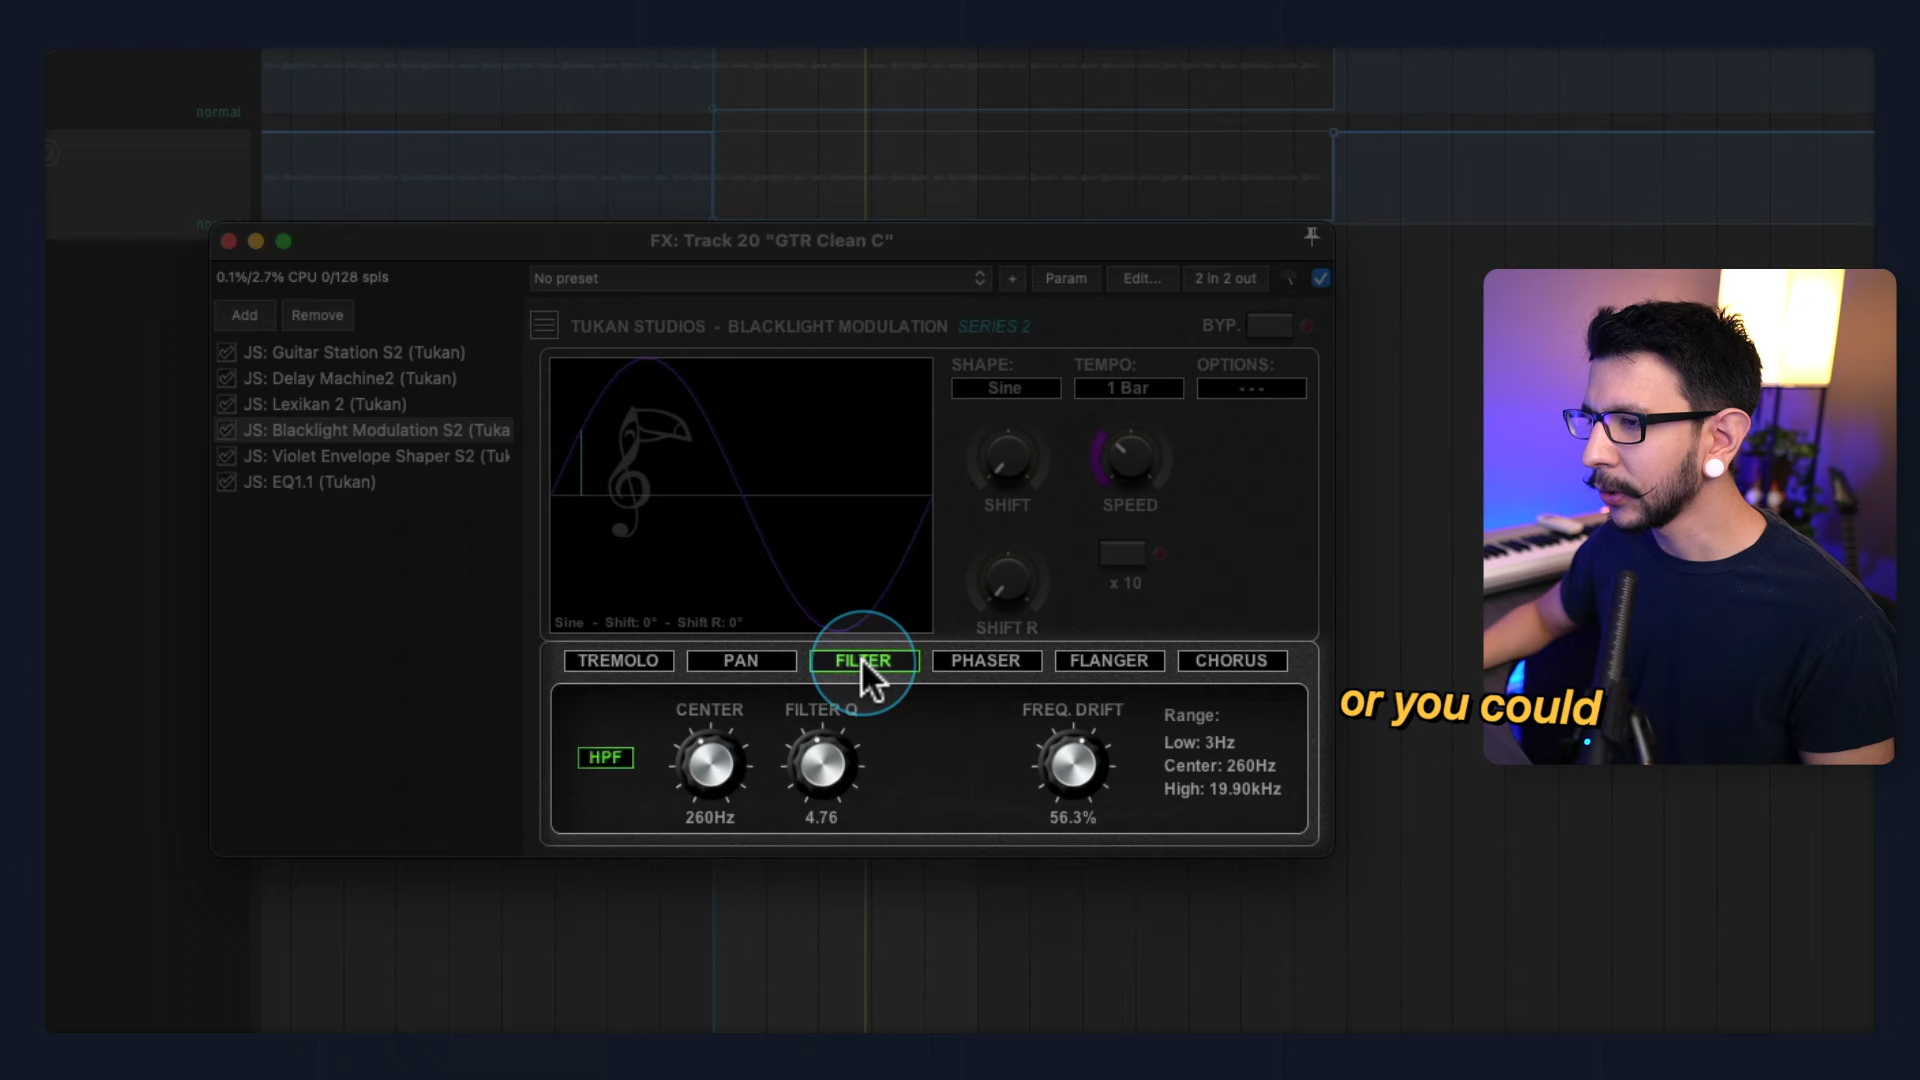 normal
FX: Track 20 "GTR Clean C"
0.1%/2.7% CPU 0/128 spls
No preset
+
Param
Edit...
2 in 2 out
Add
Remove
JS: Guitar Station S2 (Tukan)
JS: Delay Machine2 (Tukan)
JS: Lexikan 2 (Tukan)
JS: Blacklight Modulation S2 (Tuka
JS: Violet Envelope Shaper S2 (Tuk
JS: EQ1.1 (Tukan)
TUKAN STUDIOS - BLACKLIGHT MODULATION SERIES 2
BYP.
SHAPE:
TEMPO:
OPTIONS:
Sine
1 Bar
---
SHIFT
SPEED
x 10
SHIFT R
Sine - Shift: 0° - Shift R: 0°
TREMOLO
PAN
FILTER
PHASER
FLANGER
CHORUS
CENTER
FILTER Q
FREQ. DRIFT
HPF
260Hz
4.76
56.3%
Range:
Low: 3Hz
Center: 260Hz
High: 19.90kHz
or you could